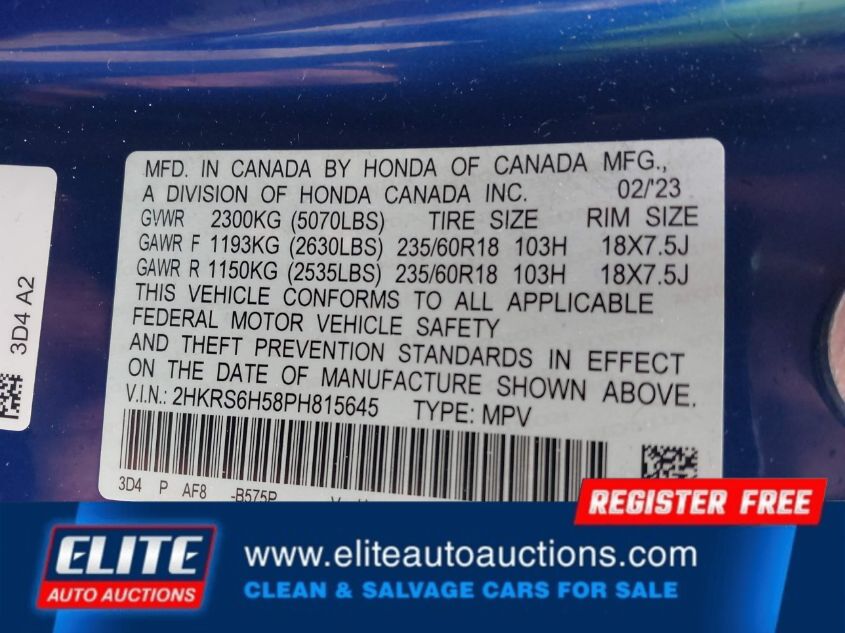 MFD. IN CANADA BY HONDA OF CANADA MFG.,
A DIVISION OF HONDA CANADA INC. 02/'23
GVWR 2300KG (5070LBS) TIRE SIZE RIM SIZE
GAWR F 1193KG (2630LBS) 235/60R18 103H 18X7.5J
GAWR R 1150KG (2535LBS) 235/60R18 103H 18X7.5J
THIS VEHICLE CONFORMS TO ALL APPLICABLE
FEDERAL MOTOR VEHICLE SAFETY
AND THEFT PREVENTION STANDARDS IN EFFECT
ON THE DATE OF MANUFACTURE SHOWN ABOVE.
V.I.N.: 2HKRS6H58PH815645 TYPE: MPV
3D4 P AF8 -B575P
3D4 A2
REGISTER FREE
ELITE
AUTO AUCTIONS
www.eliteautoauctions.com
CLEAN & SALVAGE CARS FOR SALE